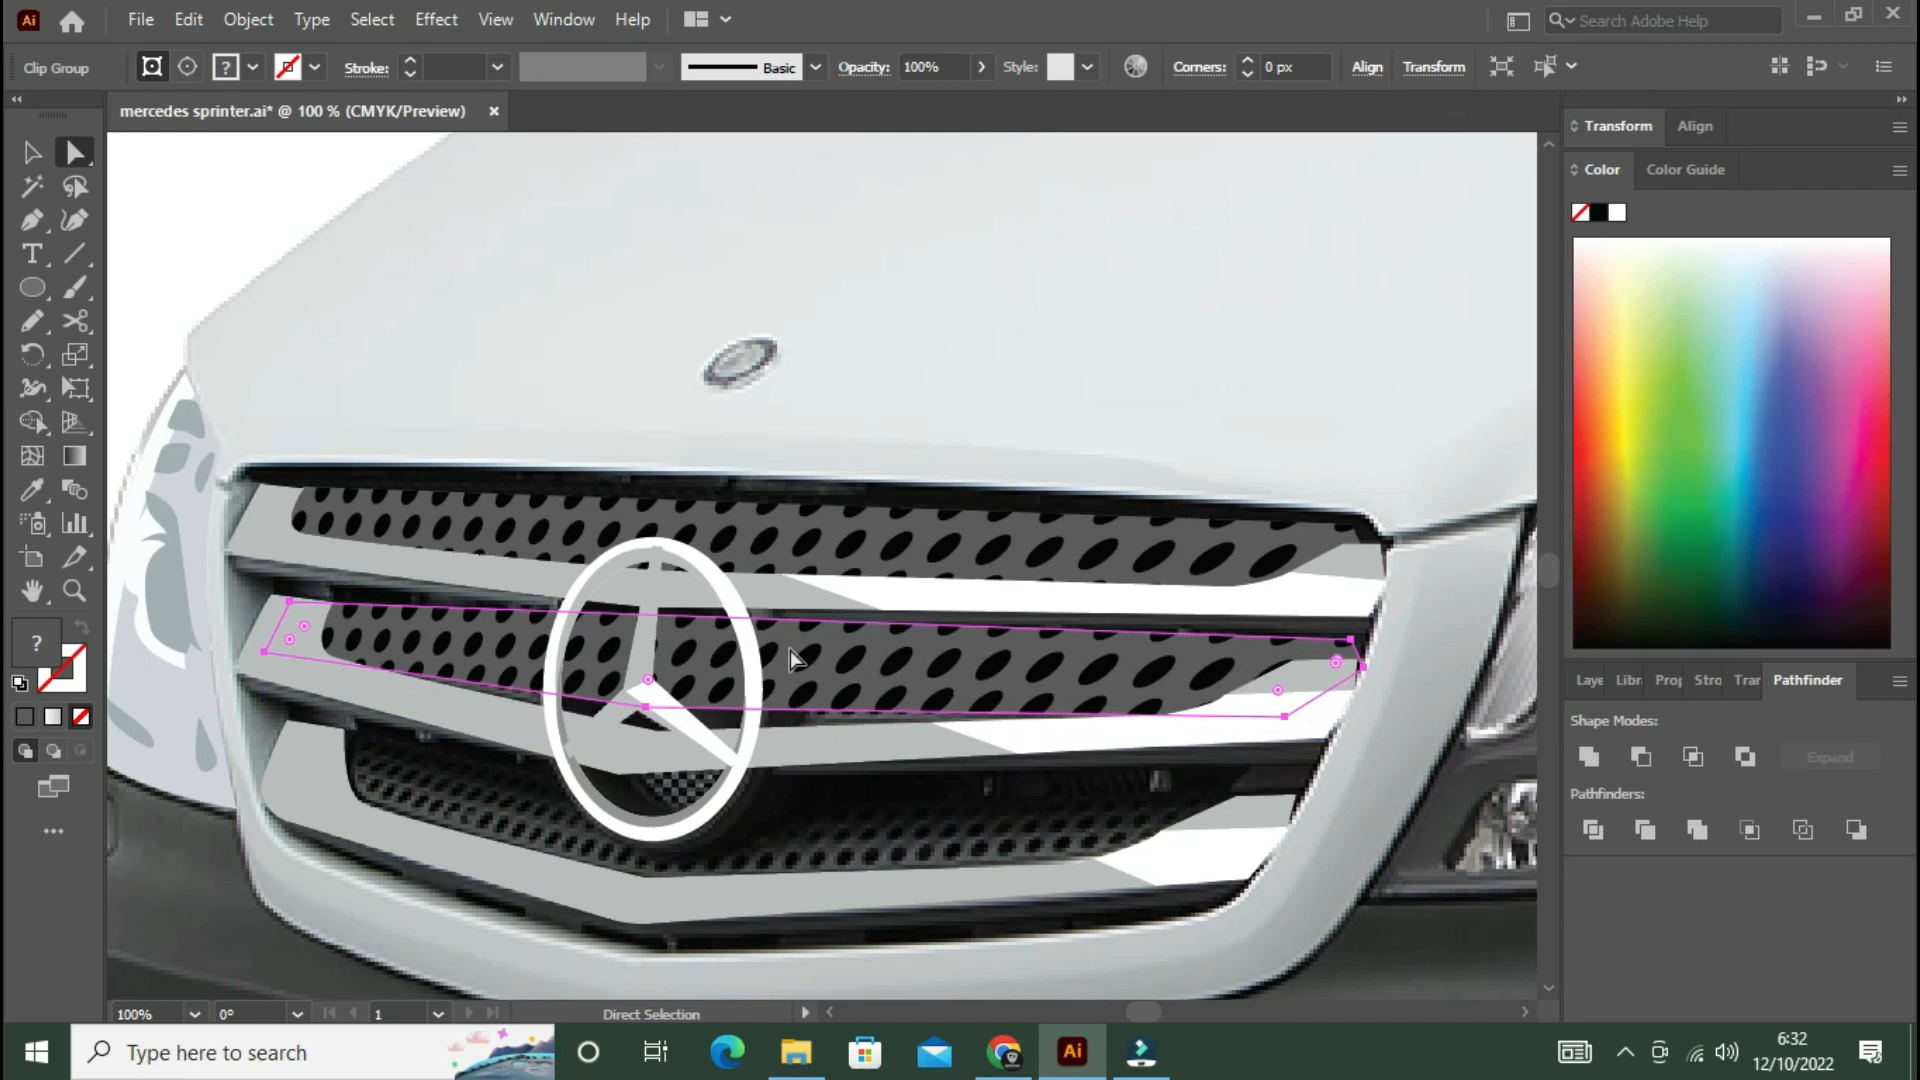 Ai File Edit Object Type Select Effect View Window Help Search Adobe Help
Clip Group ? Stroke: Basic Opacity: 100% Style: Corners: 0 px Align Transform
mercedes sprinter.ai* @ 100 % (CMYK/Preview) ×
Transform Align
Color Color Guide
T
?
Laye Libr Prop Stro Trar Pathfinder
Shape Modes:
Expand
Pathfinders:
100% 0° 1 Direct Selection
Type here to search Ai 6:32
12/10/2022